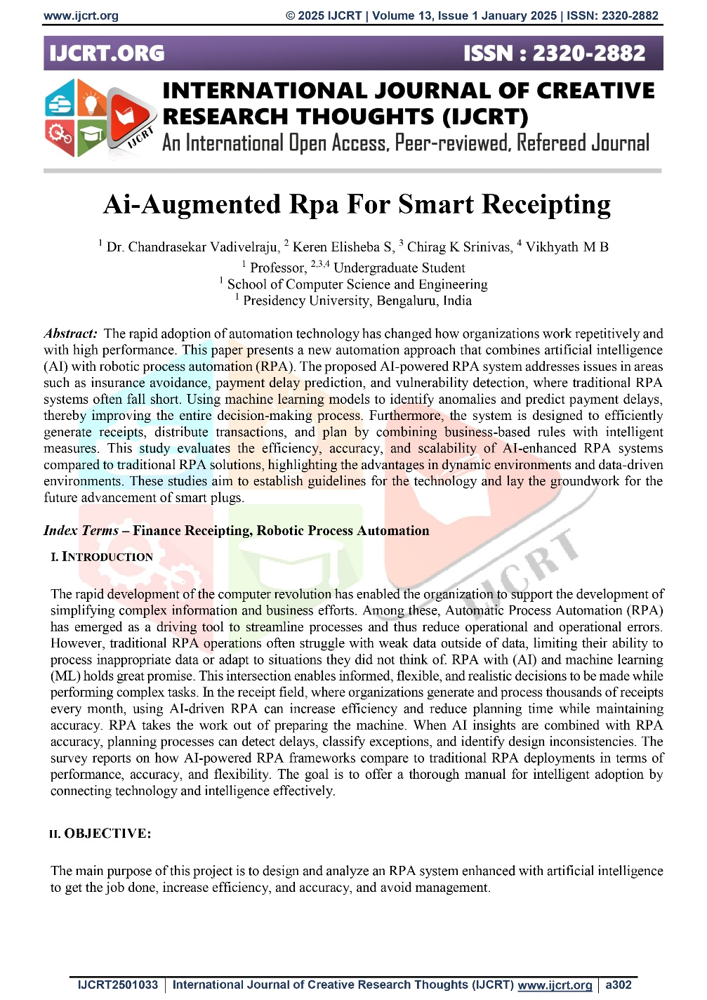 www.ijcrt.org © 2025 IJCRT | Volume 13, Issue 1 January 2025 | ISSN: 2320-2882
IJCRT.ORG ISSN : 2320-2882
INTERNATIONAL JOURNAL OF CREATIVE
RESEARCH THOUGHTS (IJCRT)
An International Open Access, Peer-reviewed, Refereed Journal
IJCRT
Ai-Augmented Rpa For Smart Receipting
1 Dr. Chandrasekar Vadivelraju, 2 Keren Elisheba S, 3 Chirag K Srinivas, 4 Vikhyath M B
1 Professor, 2,3,4 Undergraduate Student
1 School of Computer Science and Engineering
1 Presidency University, Bengaluru, India
Abstract: The rapid adoption of automation technology has changed how organizations work repetitively and
with high performance. This paper presents a new automation approach that combines artificial intelligence
(AI) with robotic process automation (RPA). The proposed AI-powered RPA system addresses issues in areas
such as insurance avoidance, payment delay prediction, and vulnerability detection, where traditional RPA
systems often fall short. Using machine learning models to identify anomalies and predict payment delays,
thereby improving the entire decision-making process. Furthermore, the system is designed to efficiently
generate receipts, distribute transactions, and plan by combining business-based rules with intelligent
measures. This study evaluates the efficiency, accuracy, and scalability of AI-enhanced RPA systems
compared to traditional RPA solutions, highlighting the advantages in dynamic environments and data-driven
environments. These studies aim to establish guidelines for the technology and lay the groundwork for the
future advancement of smart plugs.
Index Terms – Finance Receipting, Robotic Process Automation
I. INTRODUCTION
The rapid development of the computer revolution has enabled the organization to support the development of
simplifying complex information and business efforts. Among these, Automatic Process Automation (RPA)
has emerged as a driving tool to streamline processes and thus reduce operational and operational errors.
However, traditional RPA operations often struggle with weak data outside of data, limiting their ability to
process inappropriate data or adapt to situations they did not think of. RPA with (AI) and machine learning
(ML) holds great promise. This intersection enables informed, flexible, and realistic decisions to be made while
performing complex tasks. In the receipt field, where organizations generate and process thousands of receipts
every month, using AI-driven RPA can increase efficiency and reduce planning time while maintaining
accuracy. RPA takes the work out of preparing the machine. When AI insights are combined with RPA
accuracy, planning processes can detect delays, classify exceptions, and identify design inconsistencies. The
survey reports on how AI-powered RPA frameworks compare to traditional RPA deployments in terms of
performance, accuracy, and flexibility. The goal is to offer a thorough manual for intelligent adoption by
connecting technology and intelligence effectively.
IJCRT
II. OBJECTIVE:
The main purpose of this project is to design and analyze an RPA system enhanced with artificial intelligence
to get the job done, increase efficiency, and accuracy, and avoid management.
IJCRT2501033 | International Journal of Creative Research Thoughts (IJCRT) www.ijcrt.org | a302